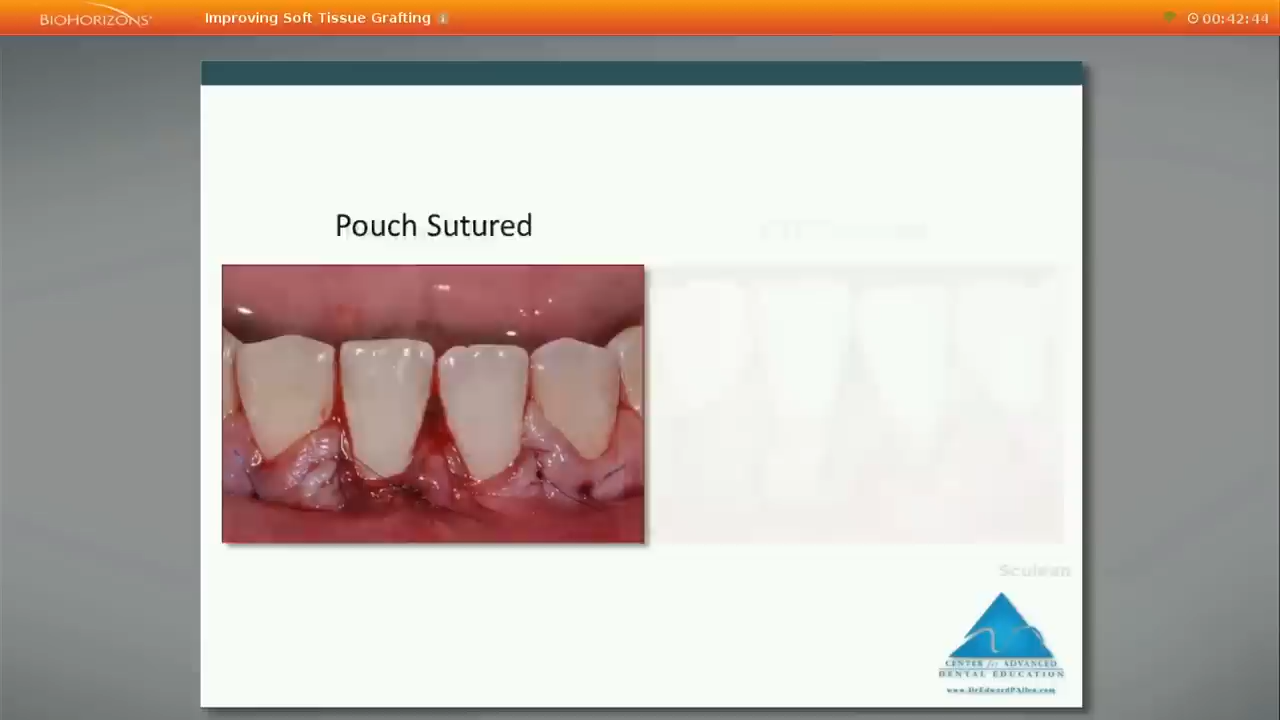 BIOHORIZONS®
Improving Soft Tissue Grafting
00:42:44
Pouch Sutured
Sculean
CENTER for ADVANCED
DENTAL EDUCATION
www.DrEdwardPAllen.com